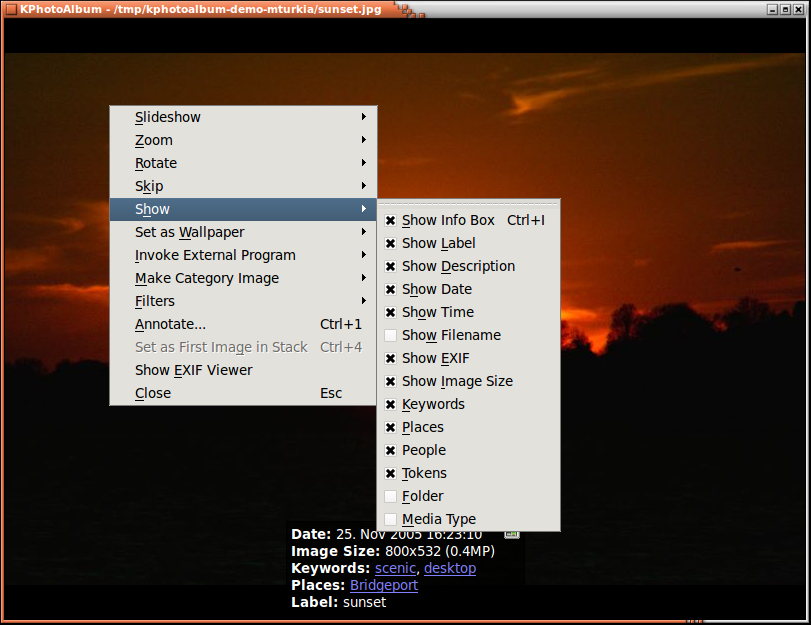 KPhotoAlbum - /tmp/kphotoalbum-demo-mturkia/sunset.jpg
Slideshow
Zoom
Rotate
Skip
Show
Set as Wallpaper
Invoke External Program
Make Category Image
Filters
Annotate... Ctrl+1
Set as First Image in Stack Ctrl+4
Show EXIF Viewer
Close Esc
Show Info Box Ctrl+I
Show Label
Show Description
Show Date
Show Time
Show Filename
Show EXIF
Show Image Size
Keywords
Places
People
Tokens
Folder
Media Type
Date: 25. Nov 2005 16:23:10
Image Size: 800x532 (0.4MP)
Keywords: scenic, desktop
Places: Bridgeport
Label: sunset